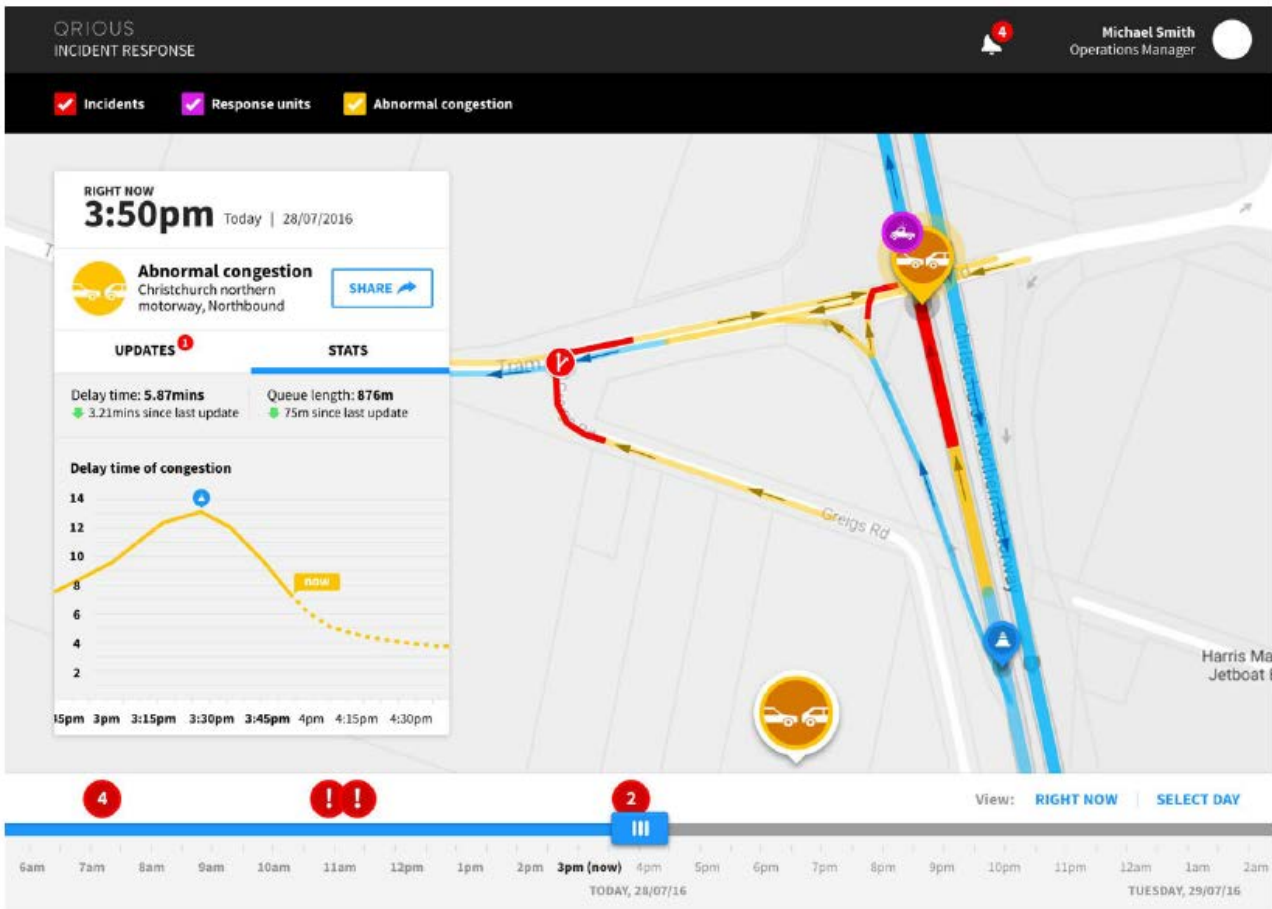 QRIOUS
INCIDENT RESPONSE
4
Michael Smith
Operations Manager
Incidents
Response units
Abnormal congestion
RIGHT NOW
3:50pm Today | 28/07/2016
Abnormal congestion
Christchurch northern
motorway, Northbound
SHARE
UPDATES 1
STATS
Delay time: 5.87mins
3.21mins since last update
Queue length: 876m
75m since last update
Delay time of congestion
14
12
10
8
6
4
2
now
45pm 3pm 3:15pm 3:30pm 3:45pm 4pm 4:15pm 4:30pm
Tram
Greigs Rd
Christchurch Northern Motorway
Harris Ma
Jetboat
4
! !
2
View: RIGHT NOW | SELECT DAY
6am 7am 8am 9am 10am 11am 12pm 1pm 2pm 3pm (now) 4pm 5pm 6pm 7pm 8pm 9pm 10pm 11pm 12am 1am 2am
TODAY, 28/07/16
TUESDAY, 29/07/16